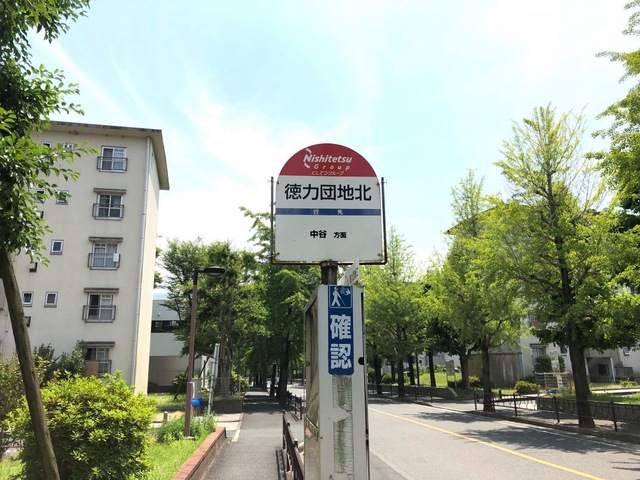 Nishitetsu
Group
にしてつグループ
徳力団地北
行先
中谷 方面
確認